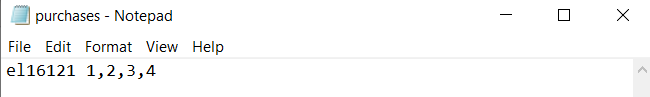 purchases - Notepad
File Edit Format View Help
el16121 1,2,3,4